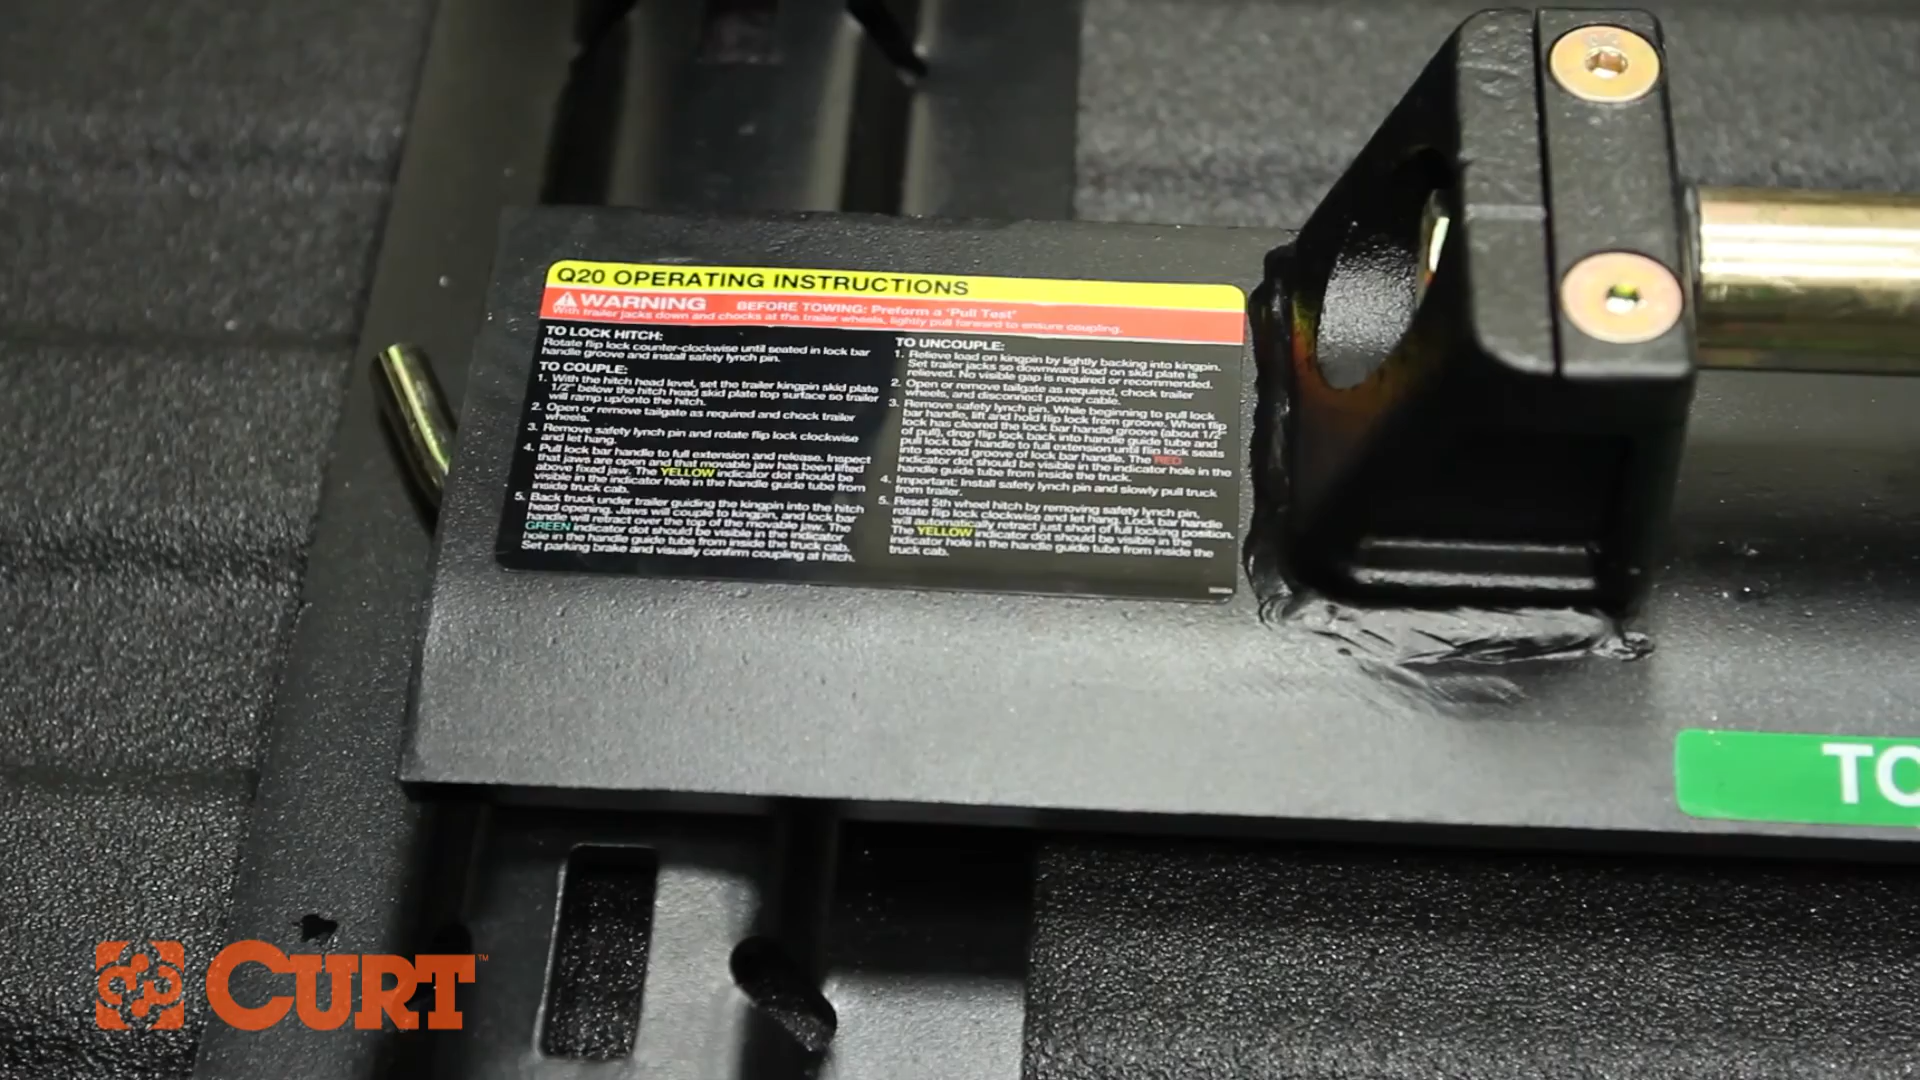 Q20 OPERATING INSTRUCTIONS
WARNING BEFORE TOWING: Preform a 'Pull Test'
With trailer jacks down and chocks at the trailer wheels, lightly pull forward to ensure coupling.
TO LOCK HITCH:
Rotate flip lock counter-clockwise until seated in lock bar
handle groove and install safety lynch pin.
TO COUPLE:
1. With the hitch head level, set the trailer kingpin skid plate
1/2" below the hitch head skid plate top surface so trailer
will ramp up/onto the hitch.
2. Open or remove tailgate as required and chock trailer
wheels.
3. Remove safety lynch pin and rotate flip lock clockwise
and let hang.
4. Pull lock bar handle to full extension and release. Inspect
that jaws are open and that movable jaw has been lifted
above fixed jaw. The YELLOW indicator dot should be
visible in the indicator hole in the handle guide tube from
inside truck cab.
5. Back truck under trailer guiding the kingpin into the hitch
head opening. Jaws will couple to kingpin, and lock bar
handle will retract over the top of the movable jaw. The
GREEN indicator dot should be visible in the indicator
hole in the handle guide tube from inside the truck cab.
Set parking brake and visually confirm coupling at hitch.
TO UNCOUPLE:
1. Relieve load on kingpin by lightly backing into kingpin.
Set trailer jacks so downward load on skid plate is
relieved. No visible gap is required or recommended.
2. Open or remove tailgate as required, chock trailer
wheels, and disconnect power cable.
3. Remove safety lynch pin. While beginning to pull lock
bar handle, lift and hold flip lock from groove. When flip
lock has cleared the lock bar handle groove (about 1/2"
of pull), drop flip lock back into handle guide tube and
pull lock bar handle to full extension until flip lock seats
into second groove of lock bar handle. The RED
indicator dot should be visible in the indicator hole in the
handle guide tube from inside the truck.
4. Important: Install safety lynch pin and slowly pull truck
from trailer.
5. Reset 5th wheel hitch by removing safety lynch pin,
rotate flip lock clockwise and let hang. Lock bar handle
will automatically retract just short of full locking position.
The YELLOW indicator dot should be visible in the
indicator hole in the handle guide tube from inside the
truck cab.
TO
CURT™